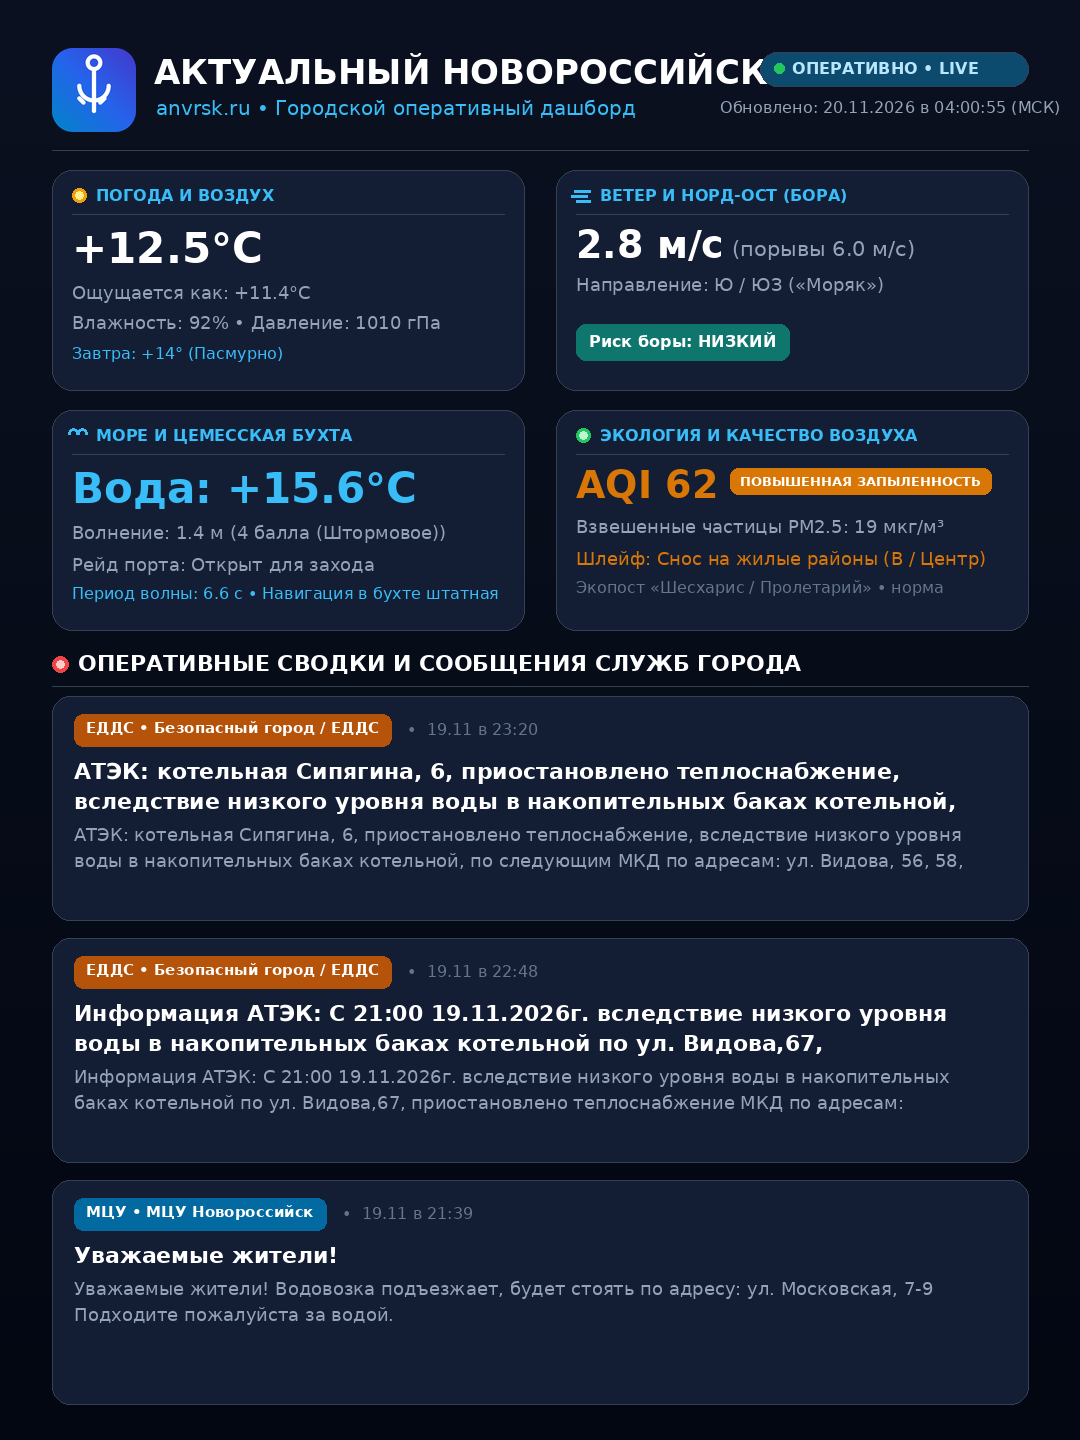 АКТУАЛЬНЫЙ НОВОРОССИЙСК
ОПЕРАТИВНО • LIVE
anvrsk.ru • Городской оперативный дашборд
Обновлено: 20.11.2026 в 04:00:55 (МСК)
ПОГОДА И ВОЗДУХ
+12.5°C
Ощущается как: +11.4°C
Влажность: 92% • Давление: 1010 гПа
Завтра: +14° (Пасмурно)
ВЕТЕР И НОРД-ОСТ (БОРА)
2.8 м/с (порывы 6.0 м/с)
Направление: Ю / ЮЗ («Моряк»)
Риск боры: НИЗКИЙ
МОРЕ И ЦЕМЕССКАЯ БУХТА
Вода: +15.6°C
Волнение: 1.4 м (4 балла (Штормовое))
Рейд порта: Открыт для захода
Период волны: 6.6 с • Навигация в бухте штатная
ЭКОЛОГИЯ И КАЧЕСТВО ВОЗДУХА
AQI 62 ПОВЫШЕННАЯ ЗАПЫЛЕННОСТЬ
Взвешенные частицы PM2.5: 19 мкг/м³
Шлейф: Снос на жилые районы (В / Центр)
Экопост «Шесхарис / Пролетарий» • норма
ОПЕРАТИВНЫЕ СВОДКИ И СООБЩЕНИЯ СЛУЖБ ГОРОДА
ЕДДС • Безопасный город / ЕДДС • 19.11 в 23:20
АТЭК: котельная Сипягина, 6, приостановлено теплоснабжение,
вследствие низкого уровня воды в накопительных баках котельной,
АТЭК: котельная Сипягина, 6, приостановлено теплоснабжение, вследствие низкого уровня
воды в накопительных баках котельной, по следующим МКД по адресам: ул. Видова, 56, 58,
ЕДДС • Безопасный город / ЕДДС • 19.11 в 22:48
Информация АТЭК: С 21:00 19.11.2026г. вследствие низкого уровня
воды в накопительных баках котельной по ул. Видова,67,
Информация АТЭК: С 21:00 19.11.2026г. вследствие низкого уровня воды в накопительных
баках котельной по ул. Видова,67, приостановлено теплоснабжение МКД по адресам:
МЦУ • МЦУ Новороссийск • 19.11 в 21:39
Уважаемые жители!
Уважаемые жители! Водовозка подъезжает, будет стоять по адресу: ул. Московская, 7-9
Подходите пожалуйста за водой.